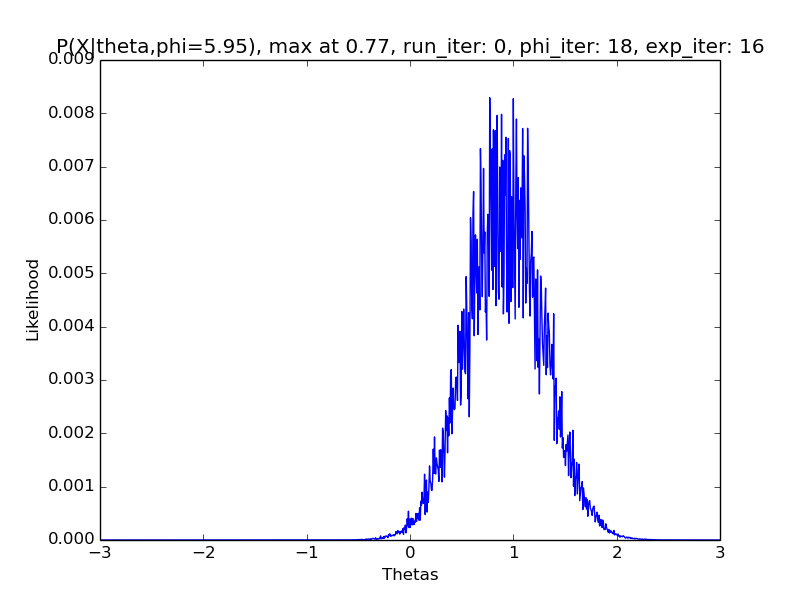 P(X|theta,phi=5.95), max at 0.77, run_iter: 0, phi_iter: 18, exp_iter: 16
0.009
0.008
0.007
0.006
0.005
0.004
0.003
0.002
0.001
0.000
Likelihood
−3 −2 −1 0 1 2 3
Thetas